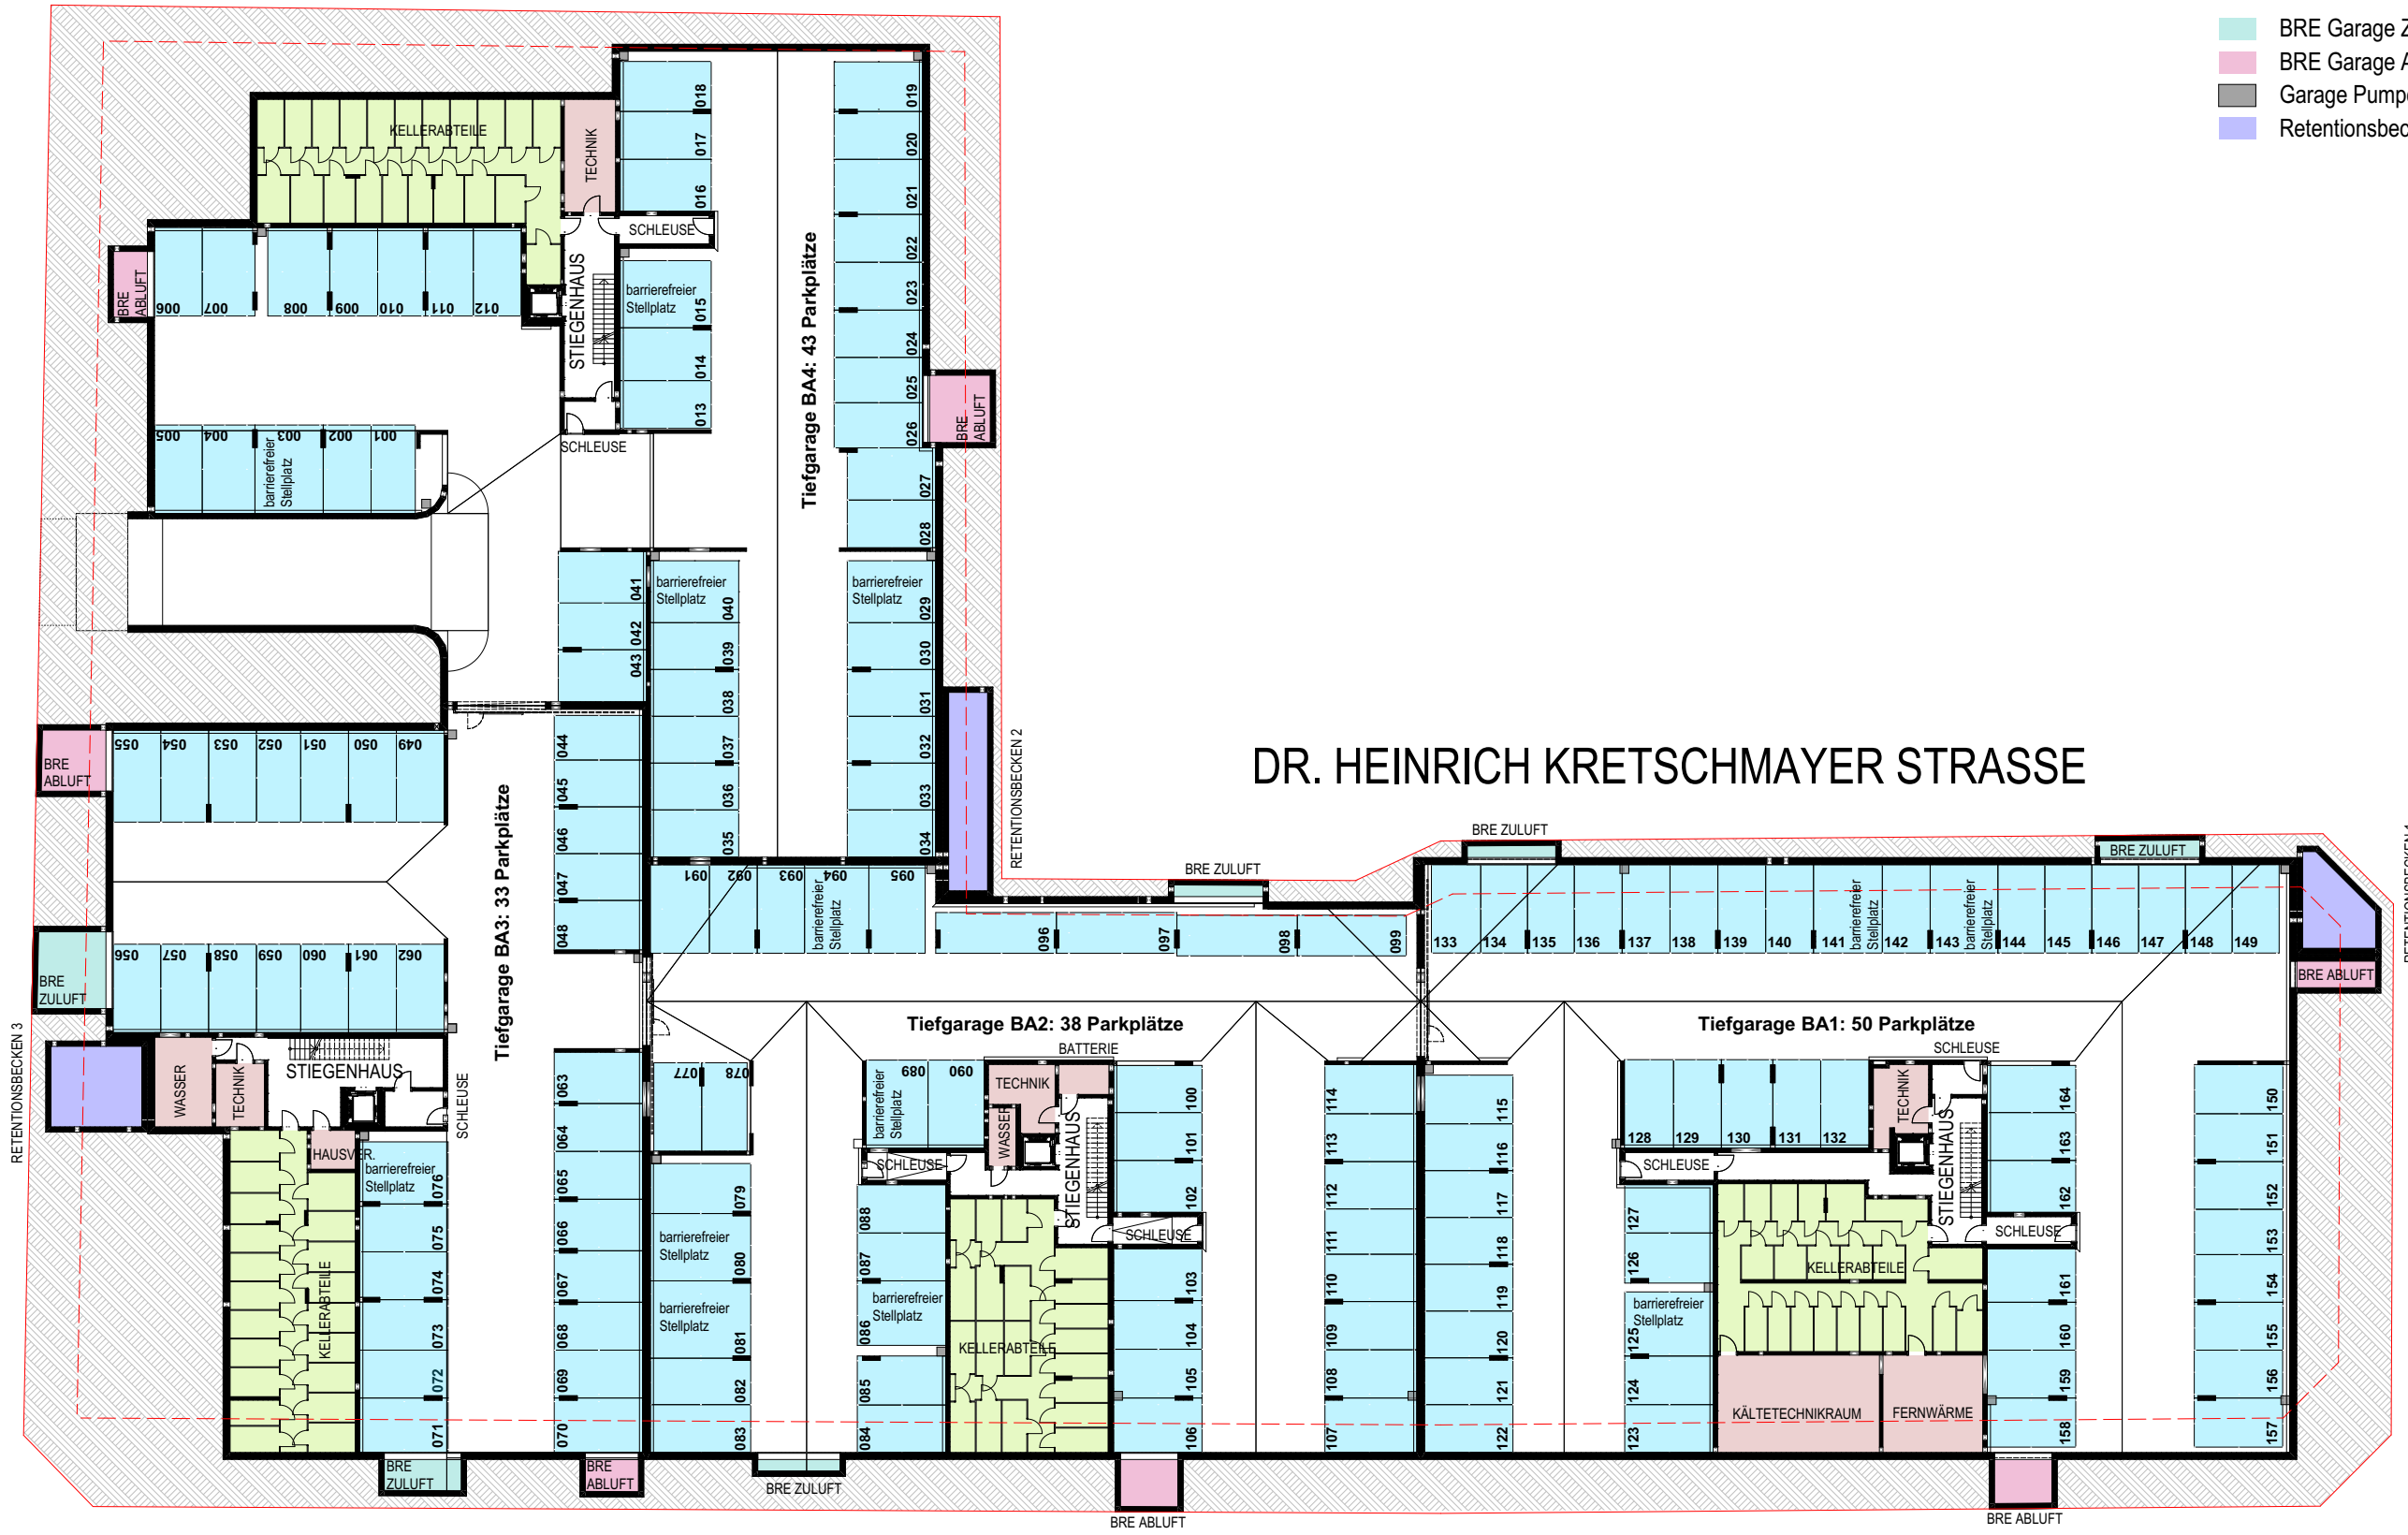 BRE Garage
BRE Garage
Garage
KELLERABTEILE
TECHNIK
018
017
016
019
020
021
022
023
024
025
026
027
028
SCHLEUSE
BRE
ABLUFT
006
007
008
009
010
011
012
STIEGENHAUS
barrierefreier
Stellplatz
015
014
013
Tiefgarage BA4: 43 Parkplätze
BRE
ABLUFT
005
004
003
002
001
barrierefreier
Stellplatz
SCHLEUSE
041
042
043
barrierefreier
Stellplatz
040
039
038
037
036
035
barrierefreier
Stellplatz
029
030
031
032
033
034
RETENTIONSBECKEN 2
DR. HEINRICH KRETSCHMAYER STRASSE
BRE
ABLUFT
055
054
053
052
051
050
049
044
045
046
047
048
Tiefgarage BA3: 33 Parkplätze
BRE
ZULUFT
056
057
058
059
060
061
062
RETENTIONSBECKEN 3
091
092
093
094
095
barrierefreier
Stellplatz
BRE ZULUFT
096
097
098
099
BRE ZULUFT
BRE ZULUFT
133
134
135
136
137
138
139
140
141
barrierefreier
Stellplatz
142
143
barrierefreier
Stellplatz
144
145
146
147
148
149
BRE ABLUFT
Tiefgarage BA2: 38 Parkplätze
Tiefgarage BA1: 50 Parkplätze
WASSER
TECHNIK
STIEGENHAUS
SCHLEUSE
HAUSVER.
KELLERABTEILE
barrierefreier
Stellplatz
076
075
074
073
072
071
063
064
065
066
067
068
069
070
077
078
079
barrierefreier
Stellplatz
080
barrierefreier
Stellplatz
081
082
083
089
090
barrierefreier
Stellplatz
BATTERIE
TECHNIK
WASSER
STIEGENHAUS
SCHLEUSE
088
087
barrierefreier
Stellplatz
086
085
084
KELLERABTEILE
100
101
102
SCHLEUSE
103
104
105
106
114
113
112
111
110
109
108
107
115
116
117
118
119
120
121
122
128
129
130
131
132
SCHLEUSE
TECHNIK
STIEGENHAUS
SCHLEUSE
127
126
barrierefreier
Stellplatz
125
124
123
KELLERABTEILE
KÄLTETECHNIKRAUM
FERNWÄRME
164
163
162
SCHLEUSE
161
160
159
158
150
151
152
153
154
155
156
157
BRE
ZULUFT
BRE
ABLUFT
BRE ZULUFT
BRE ABLUFT
BRE ABLUFT